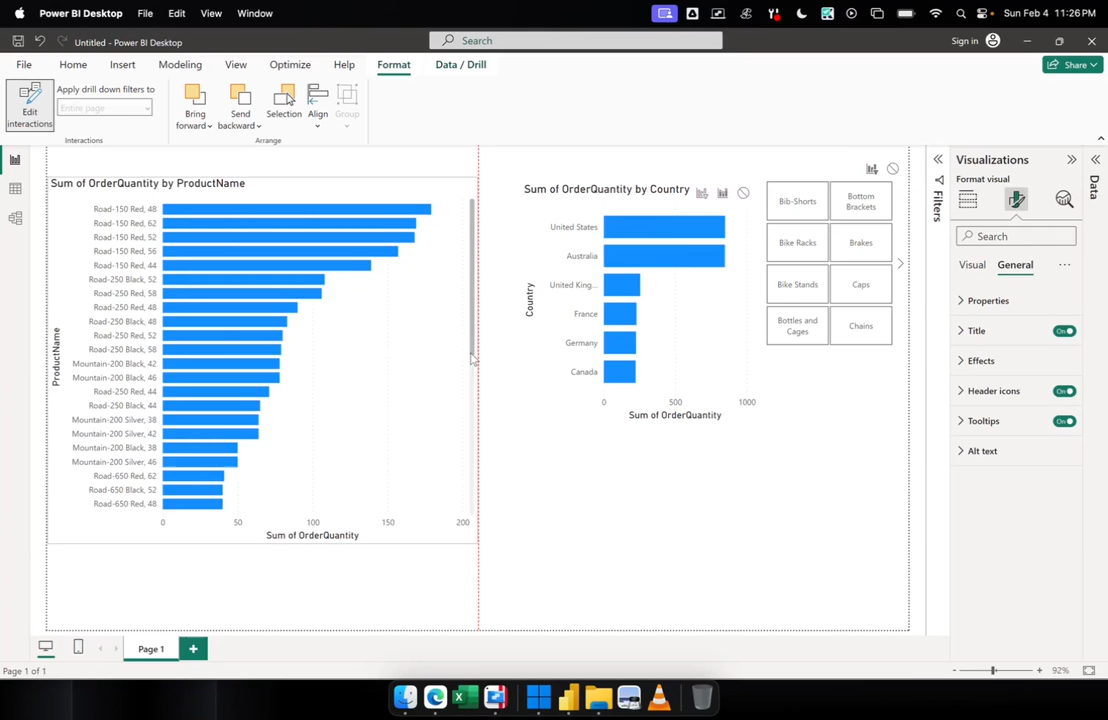 Power BI Desktop File Edit View Window
Sun Feb 4 11:26 PM
Untitled - Power BI Desktop
Search
Sign in
File Home Insert Modeling View Optimize Help Format Data / Drill
Share
Edit interactions
Apply drill down filters to
Entire page
Bring forward
Send backward
Selection
Align
Group
Interactions
Arrange
Sum of OrderQuantity by ProductName
ProductName
Road-150 Red, 48
Road-150 Red, 62
Road-150 Red, 52
Road-150 Red, 56
Road-150 Red, 44
Road-250 Black, 52
Road-250 Red, 58
Road-250 Red, 48
Road-250 Black, 48
Road-250 Red, 52
Road-250 Black, 58
Mountain-200 Black, 42
Mountain-200 Black, 46
Road-250 Red, 44
Road-250 Black, 44
Mountain-200 Silver, 38
Mountain-200 Silver, 42
Mountain-200 Black, 38
Mountain-200 Silver, 46
Road-650 Red, 62
Road-650 Black, 52
Road-650 Red, 48
0 50 100 150 200
Sum of OrderQuantity
Sum of OrderQuantity by Country
Country
United States
Australia
United King...
France
Germany
Canada
0 500 1000
Sum of OrderQuantity
Bib-Shorts
Bottom Brackets
Bike Racks
Brakes
Bike Stands
Caps
Bottles and Cages
Chains
Filters
Visualizations
Format visual
Search
Visual General ...
Properties
Title On
Effects
Header icons On
Tooltips On
Alt text
Data
Page 1
Page 1 of 1
- + 92%